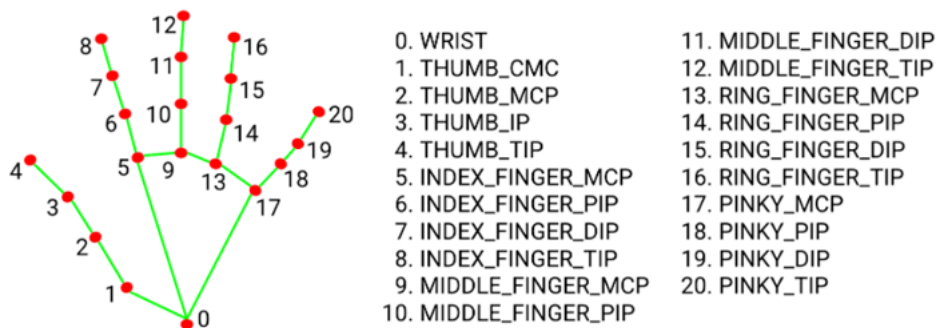 12
8
16
11
7
15
20
10
6
14
19
4
5
9
13
18
3
17
2
1
0
0. WRIST
1. THUMB_CMC
2. THUMB_MCP
3. THUMB_IP
4. THUMB_TIP
5. INDEX_FINGER_MCP
6. INDEX_FINGER_PIP
7. INDEX_FINGER_DIP
8. INDEX_FINGER_TIP
9. MIDDLE_FINGER_MCP
10. MIDDLE_FINGER_PIP
11. MIDDLE_FINGER_DIP
12. MIDDLE_FINGER_TIP
13. RING_FINGER_MCP
14. RING_FINGER_PIP
15. RING_FINGER_DIP
16. RING_FINGER_TIP
17. PINKY_MCP
18. PINKY_PIP
19. PINKY_DIP
20. PINKY_TIP